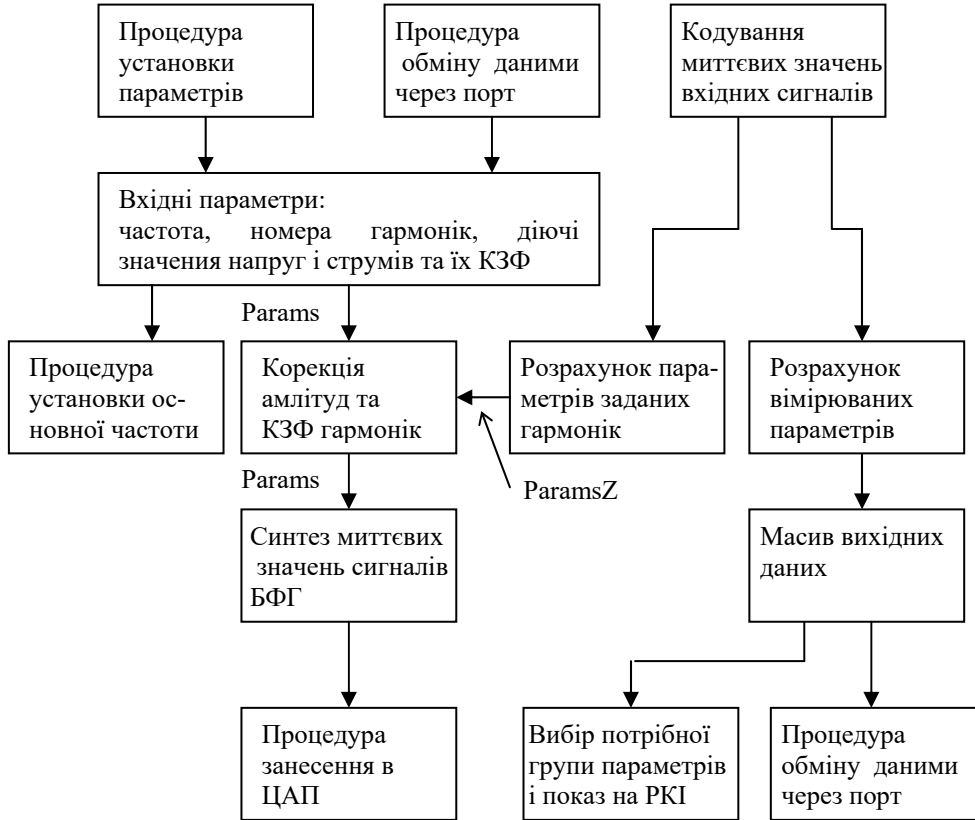 Процедура
установки
параметрів
Процедура
обміну даними
через порт
Кодування
миттєвих значень
вхідних сигналів
Вхідні параметри:
частота, номера гармонік, діючі
значення напруг і струмів та їх КЗФ
Params
Процедура
установки ос-
новної частоти
Корекція
амлітуд та
КЗФ гармонік
Розрахунок пара-
метрів заданих
гармонік
Розрахунок
вімірюваних
параметрів
Params
ParamsZ
Синтез миттєвих
значень сигналів
БФГ
Масив вихідних
даних
Процедура
занесення в
ЦАП
Вибір потрібної
групи параметрів
і показ на РКІ
Процедура
обміну даними
через порт